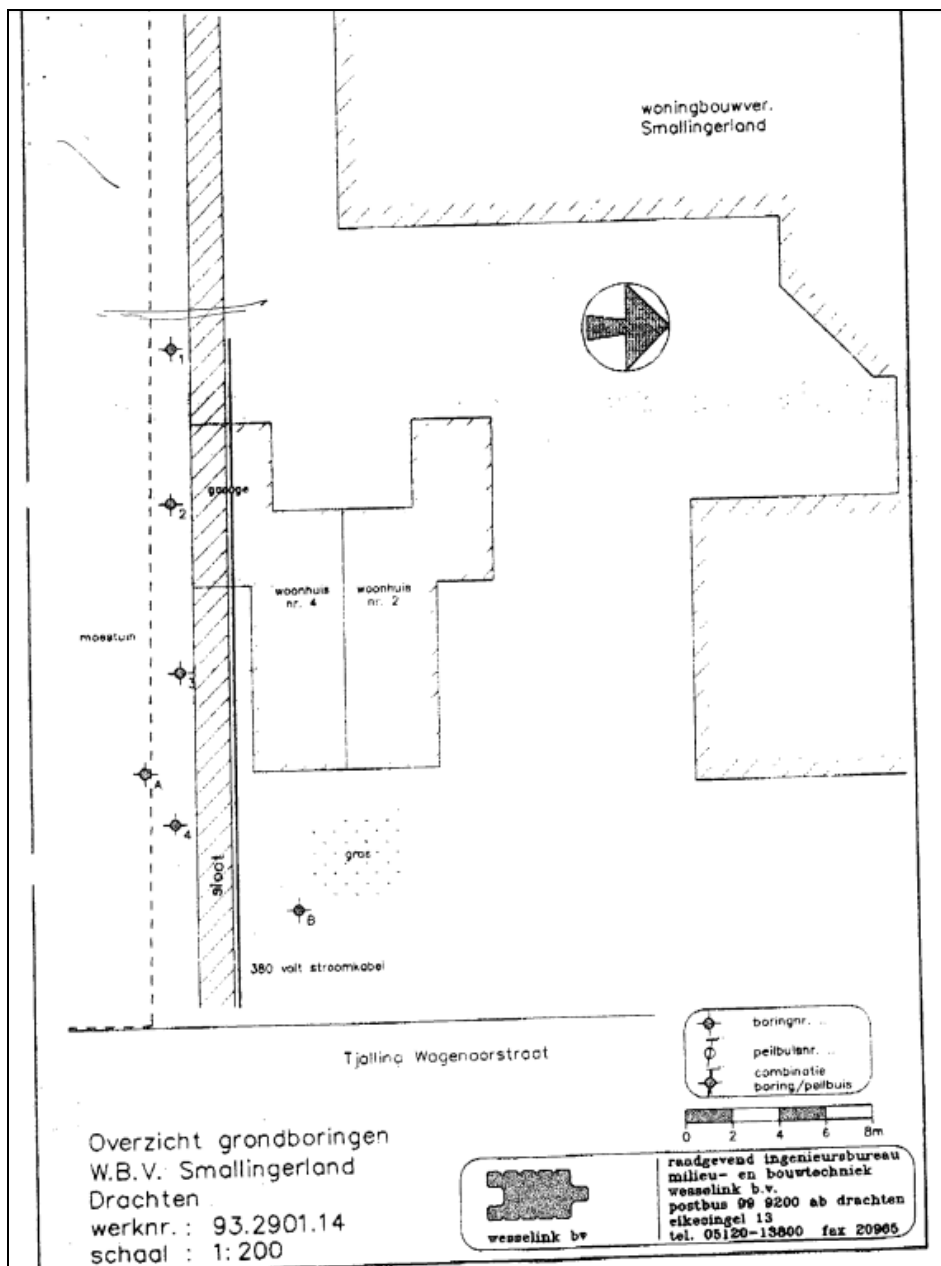 woningbouwver.
Smallingerland
1
2
garage
woonhuis
nr. 4
woonhuis
nr. 2
moestuin
3
A
4
sloot
gras
B
380 volt stroomkabel
Tjalling Wagenaarstraat
boringnr. ..
peilbuisnr. ..
combinatie
boring/peilbuis
0 2 4 6 8m
Overzicht grondboringen
W.B.V. Smallingerland
Drachten
werknr. : 93.2901.14
schaal : 1:200
wesselink bv
raadgevend ingenieursbureau
milieu- en bouwtechniek
wesselink b.v.
postbus 99 9200 ab drachten
eikesingel 13
tel. 05120-13800 fax 20965